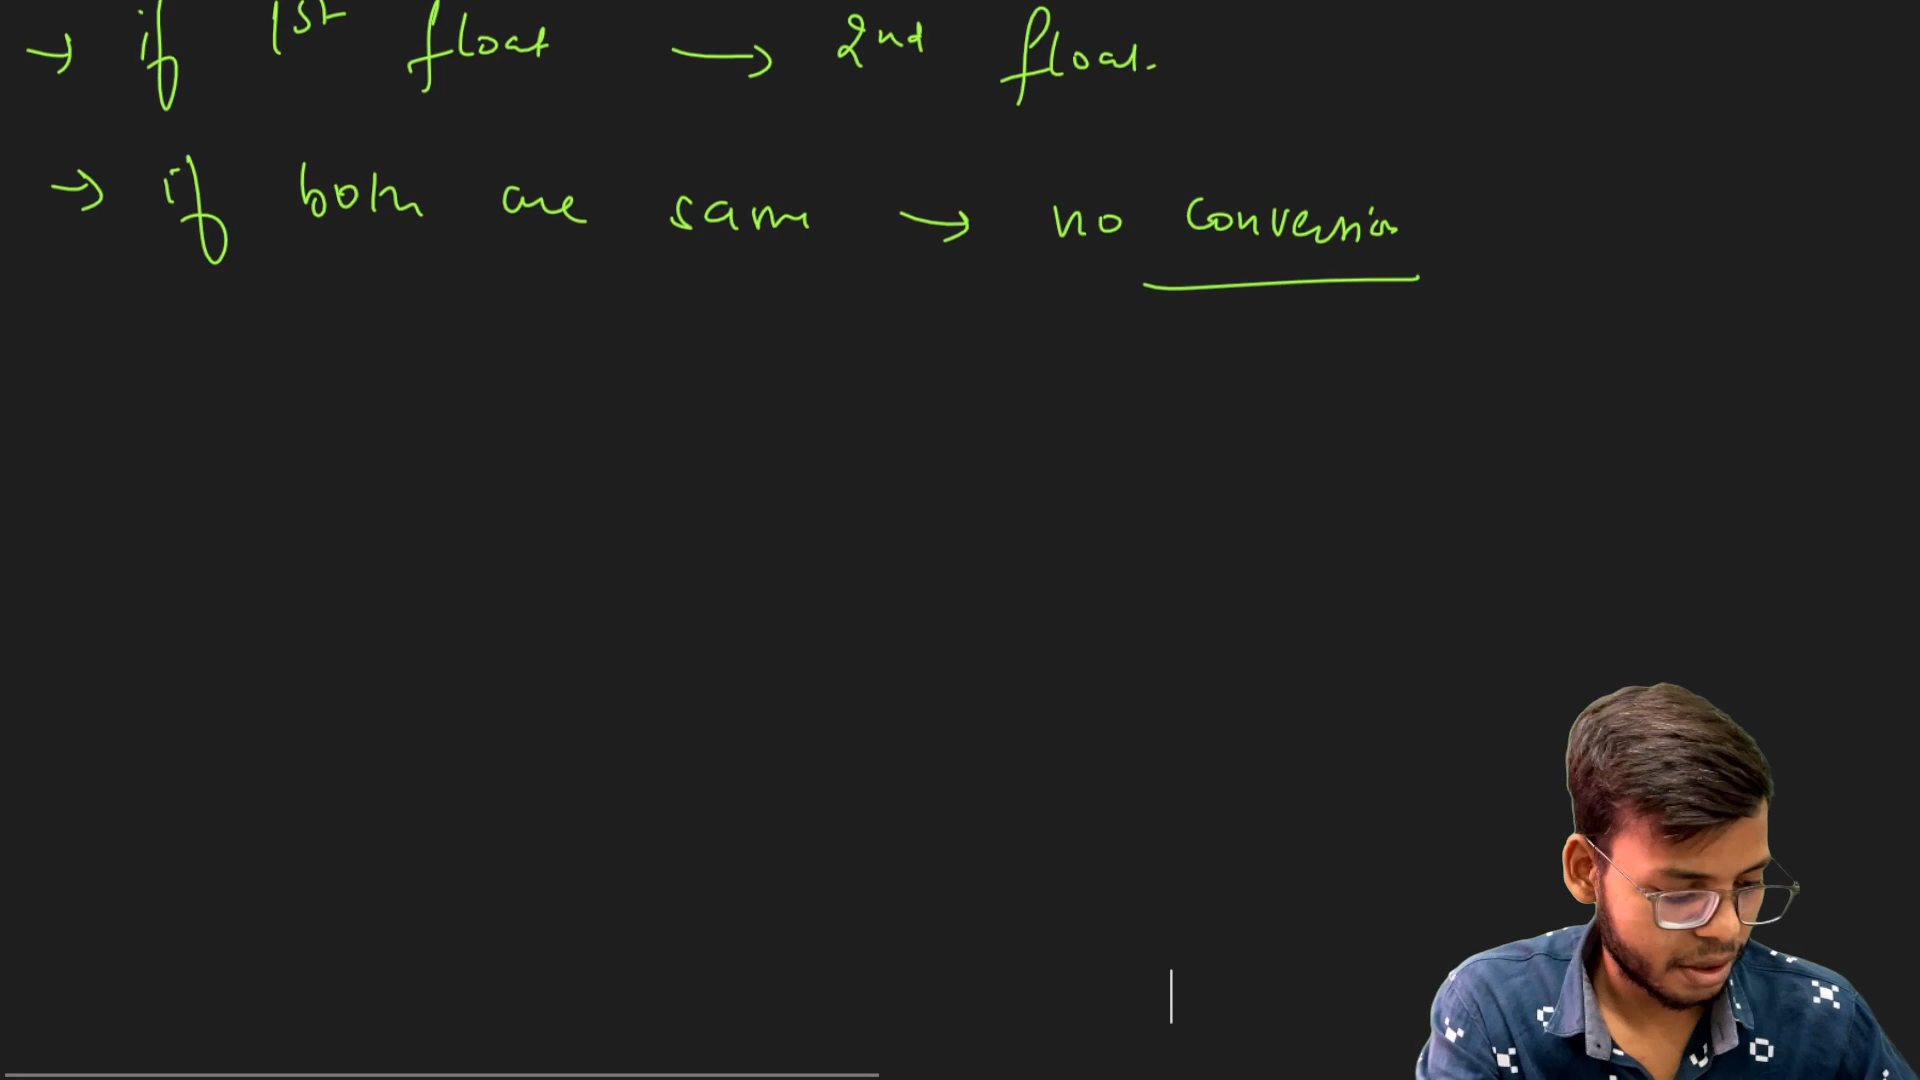 → if 1st float → 2nd float.
→ if both are same → no conversion